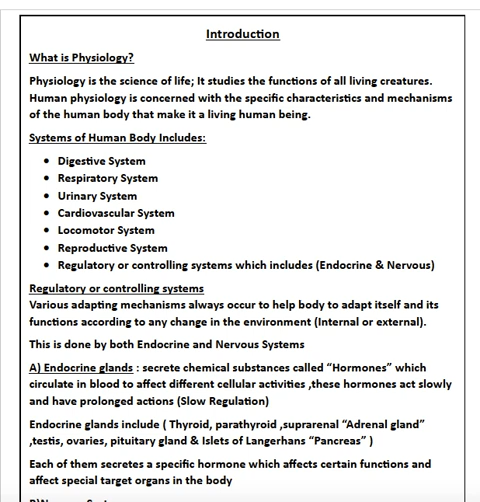 Introduction
What is Physiology?
Physiology is the science of life; It studies the functions of all living creatures.
Human physiology is concerned with the specific characteristics and mechanisms
of the human body that make it a living human being.
Systems of Human Body Includes:
• Digestive System
• Respiratory System
• Urinary System
• Cardiovascular System
• Locomotor System
• Reproductive System
• Regulatory or controlling systems which includes (Endocrine & Nervous)
Regulatory or controlling systems
Various adapting mechanisms always occur to help body to adapt itself and its
functions according to any change in the environment (Internal or external).
This is done by both Endocrine and Nervous Systems
A) Endocrine glands : secrete chemical substances called “Hormones” which
circulate in blood to affect different cellular activities ,these hormones act slowly
and have prolonged actions (Slow Regulation)
Endocrine glands include ( Thyroid, parathyroid ,suprarenal “Adrenal gland”
,testis, ovaries, pituitary gland & Islets of Langerhans “Pancreas” )
Each of them secretes a specific hormone which affects certain functions and
affect special target organs in the body